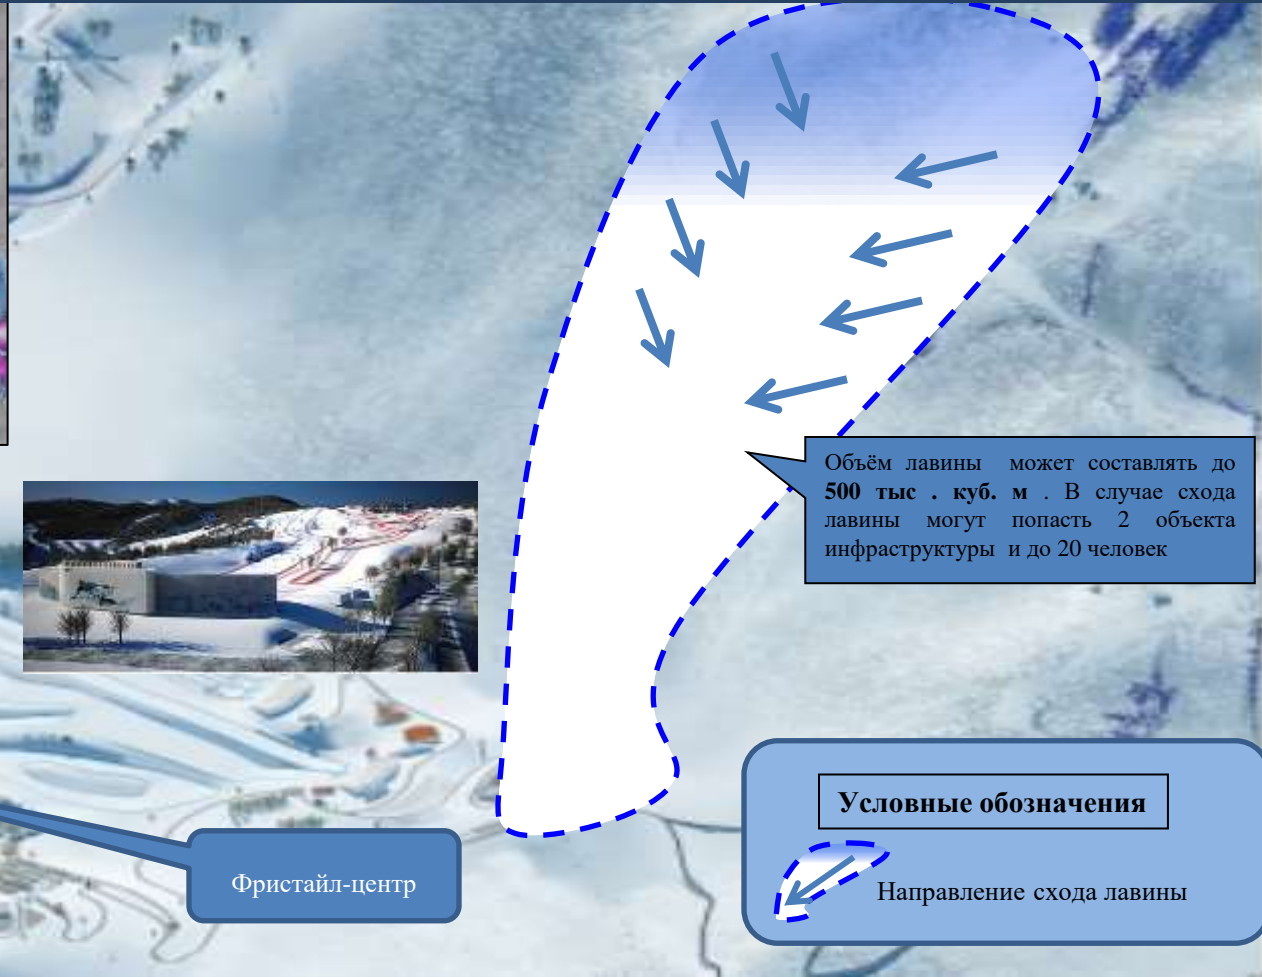 Объём лавины может составлять до
500 тыс . куб. м . В случае схода
лавины могут попасть 2 объекта
инфраструктуры и до 20 человек
Условные обозначения
Направление схода лавины
Фристайл-центр